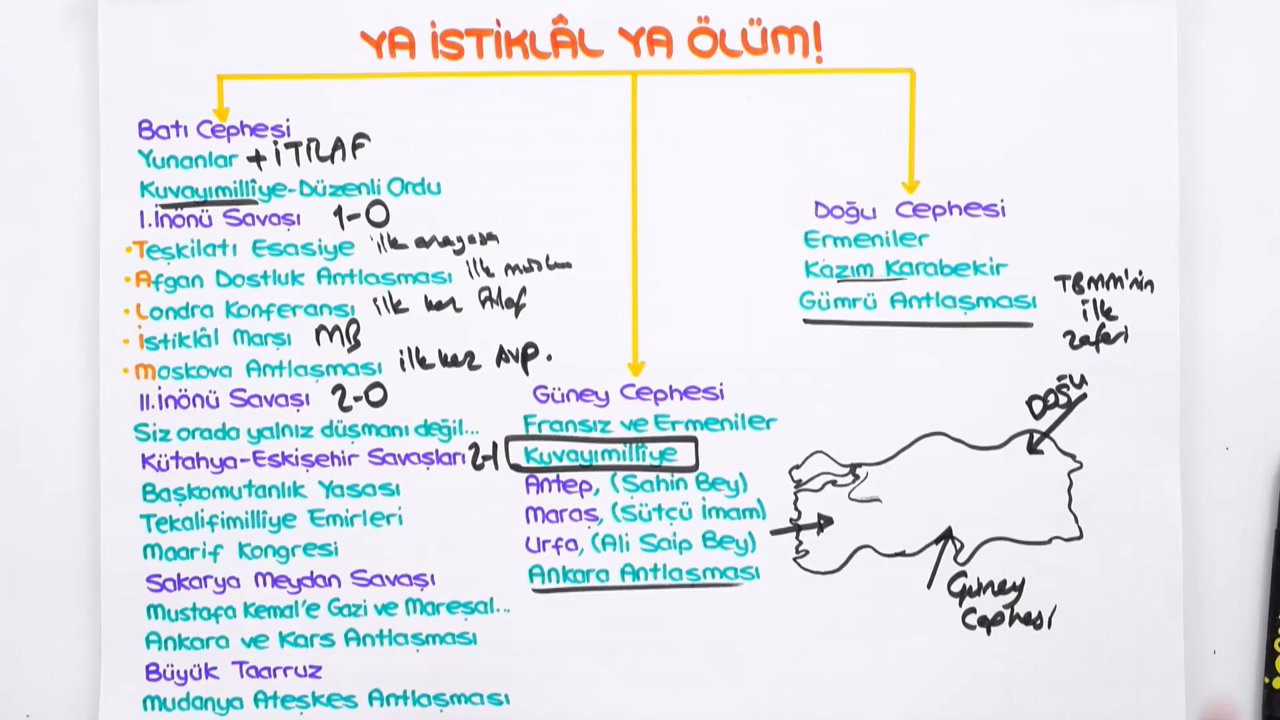 YA İSTİKLÂL YA ÖLÜM!
Batı Cephesi
Yunanlar + İTİLAF
Kuvayımillîye-Düzenli Ordu
I.İnönü Savaşı 1-0
• Teşkilatı Esasiye ilk anayasa
• Afgan Dostluk Antlaşması ilk
• Londra Konferansı ilk kez
• İstiklâl Marşı MB
• Moskova Antlaşması ilk kez Avp.
II.İnönü Savaşı 2-0
Siz orada yalnız düşmanı değil...
Kütahya-Eskişehir Savaşları 2-1
Başkomutanlık Yasası
Tekalifimillîye Emirleri
Maarif Kongresi
Sakarya Meydan Savaşı
Mustafa Kemal'e Gazi ve Mareşal...
Ankara ve Kars Antlaşması
Büyük Taarruz
Mudanya Ateşkes Antlaşması
Güney Cephesi
Fransız ve Ermeniler
Kuvayımillîye
Antep, (Şahin Bey)
Maraş, (Sütçü İmam)
Urfa, (Ali Saip Bey)
Ankara Antlaşması
Doğu Cephesi
Ermeniler
Kazım Karabekir
Gümrü Antlaşması
TBMM'nin
ilk
zaferi
DOĞU
Güney
Cephesi